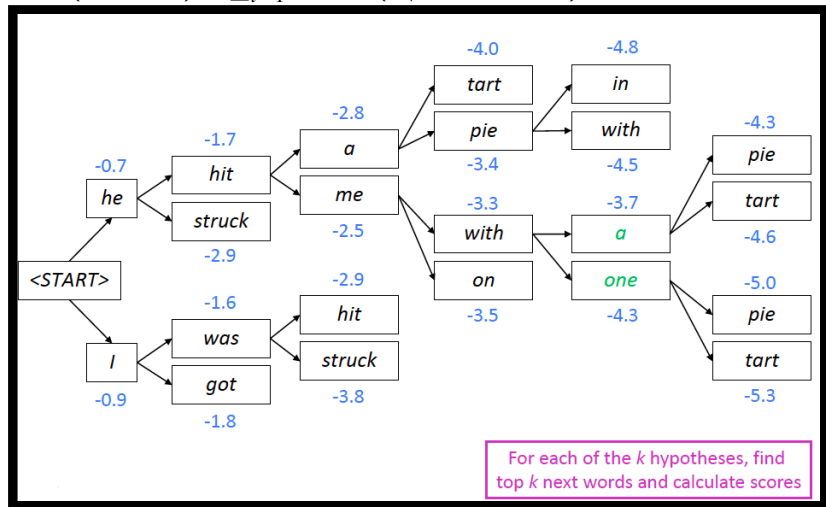 -4.0
-4.8
tart
in
-2.8
-4.3
-1.7
a
pie
with
pie
-0.7
hit
-3.4
-4.5
he
me
-3.3
-3.7
tart
struck
-2.5
with
a
-4.6
-2.9
<START>
-2.9
on
one
-5.0
-1.6
hit
-3.5
-4.3
pie
was
I
struck
tart
got
-0.9
-3.8
-5.3
-1.8
For each of the k hypotheses, find
top k next words and calculate scores